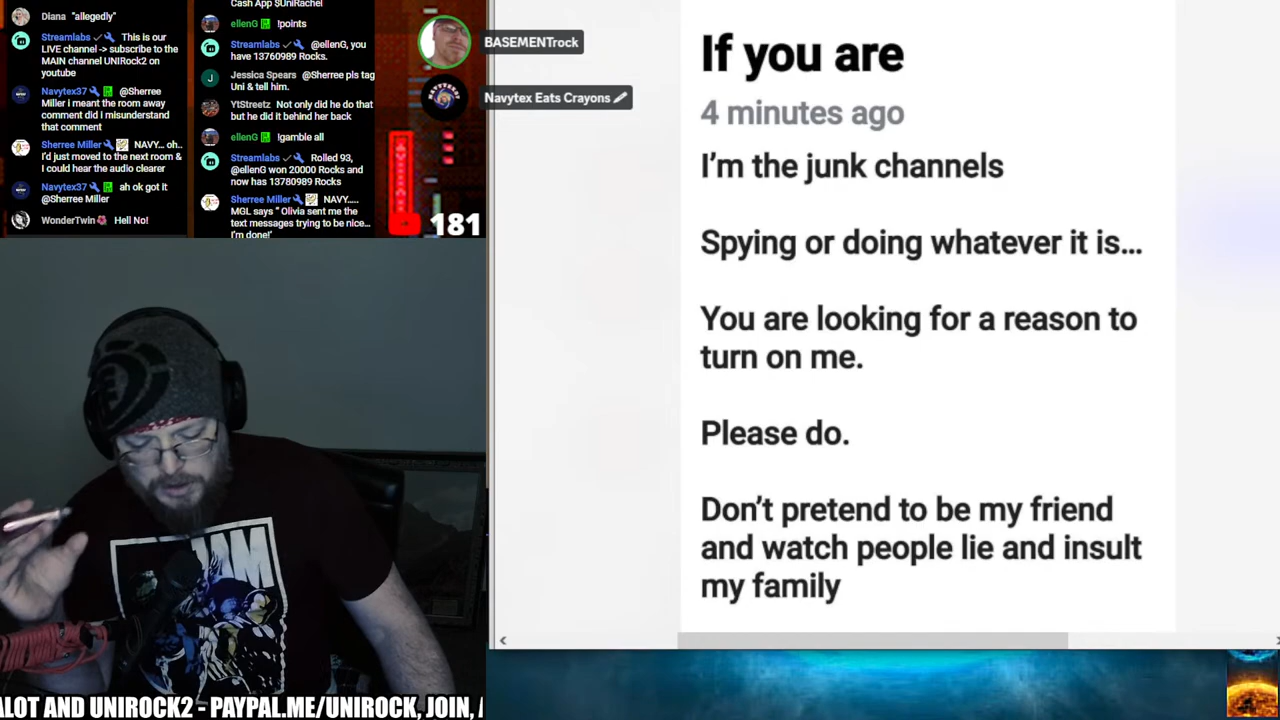 Diana "allegedly"
Streamlabs This is our
LIVE channel -> subscribe to the
MAIN channel UNIRock2 on
youtube
Navytex37 @Sherree
Miller i meant the room away
comment did I misunderstand
that comment
Sherree Miller NAVY... oh..
I'd just moved to the next room &
I could hear the audio clearer
Navytex37 ah ok got it
@Sherree Miller
WonderTwin Hell No!
Cash App $UniRachel
ellenG !points
Streamlabs @ellenG, you
have 13760989 Rocks.
Jessica Spears @Sherree pls tag
Uni & tell him.
YtStreetz Not only did he do that
but he did it behind her back
ellenG !gamble all
Streamlabs Rolled 93,
@ellenG won 20000 Rocks and
now has 13780989 Rocks
Sherree Miller NAVY.....
MGL says " Olivia sent me the
text messages trying to be nice...
I'm done!'
BASEMENTrock
Navytex Eats Crayons
181
If you are
4 minutes ago
I'm the junk channels
Spying or doing whatever it is...
You are looking for a reason to
turn on me.
Please do.
Don't pretend to be my friend
and watch people lie and insult
my family
JAM
ALOT AND UNIROCK2 - PAYPAL.ME/UNIROCK, JOIN,